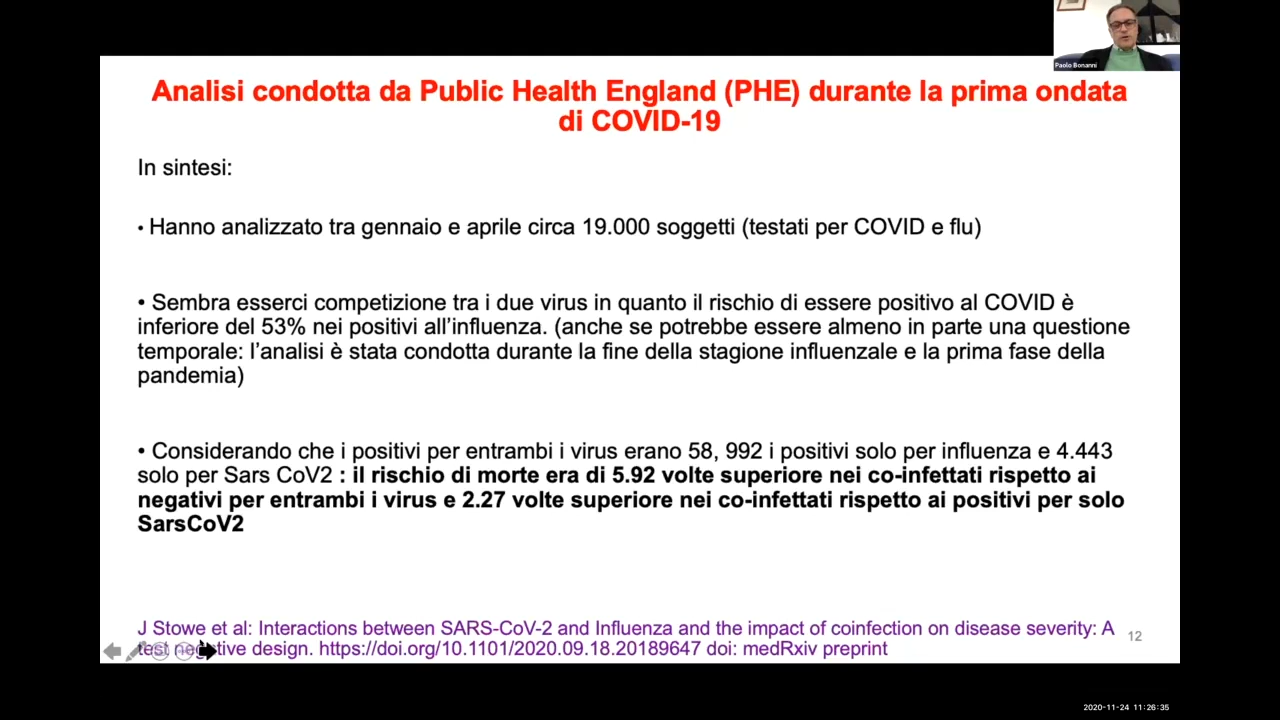 Paolo Bonanni
Analisi condotta da Public Health England (PHE) durante la prima ondata
di COVID-19
In sintesi:
• Hanno analizzato tra gennaio e aprile circa 19.000 soggetti (testati per COVID e flu)
• Sembra esserci competizione tra i due virus in quanto il rischio di essere positivo al COVID è
inferiore del 53% nei positivi all’influenza. (anche se potrebbe essere almeno in parte una questione
temporale: l’analisi è stata condotta durante la fine della stagione influenzale e la prima fase della
pandemia)
• Considerando che i positivi per entrambi i virus erano 58, 992 i positivi solo per influenza e 4.443
solo per Sars CoV2 : il rischio di morte era di 5.92 volte superiore nei co-infettati rispetto ai
negativi per entrambi i virus e 2.27 volte superiore nei co-infettati rispetto ai positivi per solo
SarsCoV2
J Stowe et al: Interactions between SARS-CoV-2 and Influenza and the impact of coinfection on disease severity: A
test negative design. https://doi.org/10.1101/2020.09.18.20189647 doi: medRxiv preprint
12
2020-11-24 11:26:35